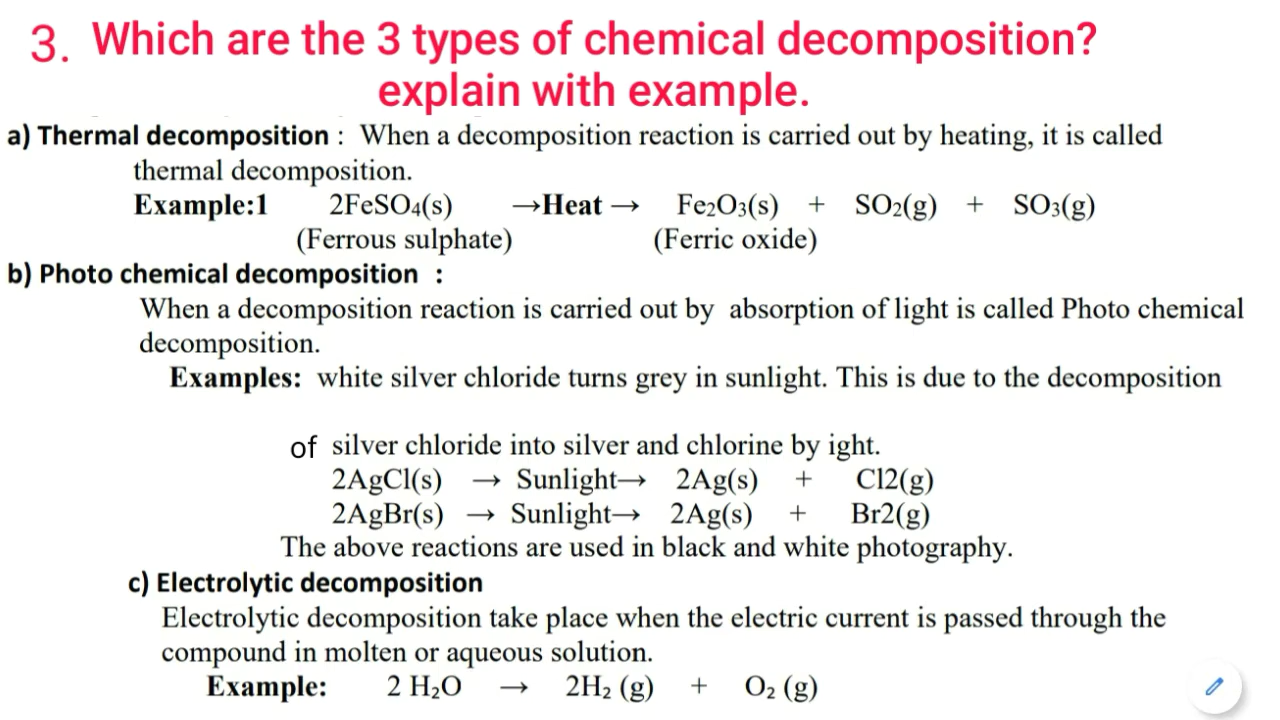 3. Which are the 3 types of chemical decomposition?
explain with example.
a) Thermal decomposition : When a decomposition reaction is carried out by heating, it is called
thermal decomposition.
Example:1 2FeSO₄(s) →Heat → Fe₂O₃(s) + SO₂(g) + SO₃(g)
(Ferrous sulphate) (Ferric oxide)
b) Photo chemical decomposition :
When a decomposition reaction is carried out by absorption of light is called Photo chemical
decomposition.
Examples: white silver chloride turns grey in sunlight. This is due to the decomposition
of silver chloride into silver and chlorine by ight.
2AgCl(s) → Sunlight→ 2Ag(s) + Cl2(g)
2AgBr(s) → Sunlight→ 2Ag(s) + Br2(g)
The above reactions are used in black and white photography.
c) Electrolytic decomposition
Electrolytic decomposition take place when the electric current is passed through the
compound in molten or aqueous solution.
Example: 2 H₂O → 2H₂ (g) + O₂ (g)